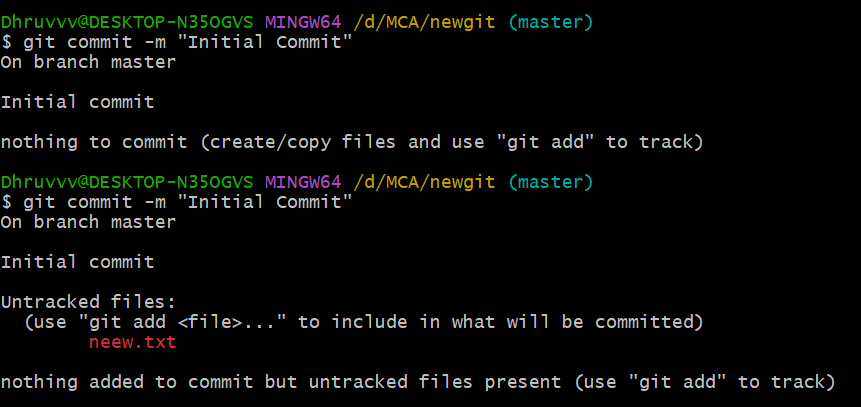 Dhruvvv@DESKTOP-N35OGVS MINGW64 /d/MCA/newgit (master)
$ git commit -m "Initial Commit"
On branch master
Initial commit
nothing to commit (create/copy files and use "git add" to track)
Dhruvvv@DESKTOP-N35OGVS MINGW64 /d/MCA/newgit (master)
$ git commit -m "Initial Commit"
On branch master
Initial commit
Untracked files:
  (use "git add <file>..." to include in what will be committed)
        neew.txt
nothing added to commit but untracked files present (use "git add" to track)